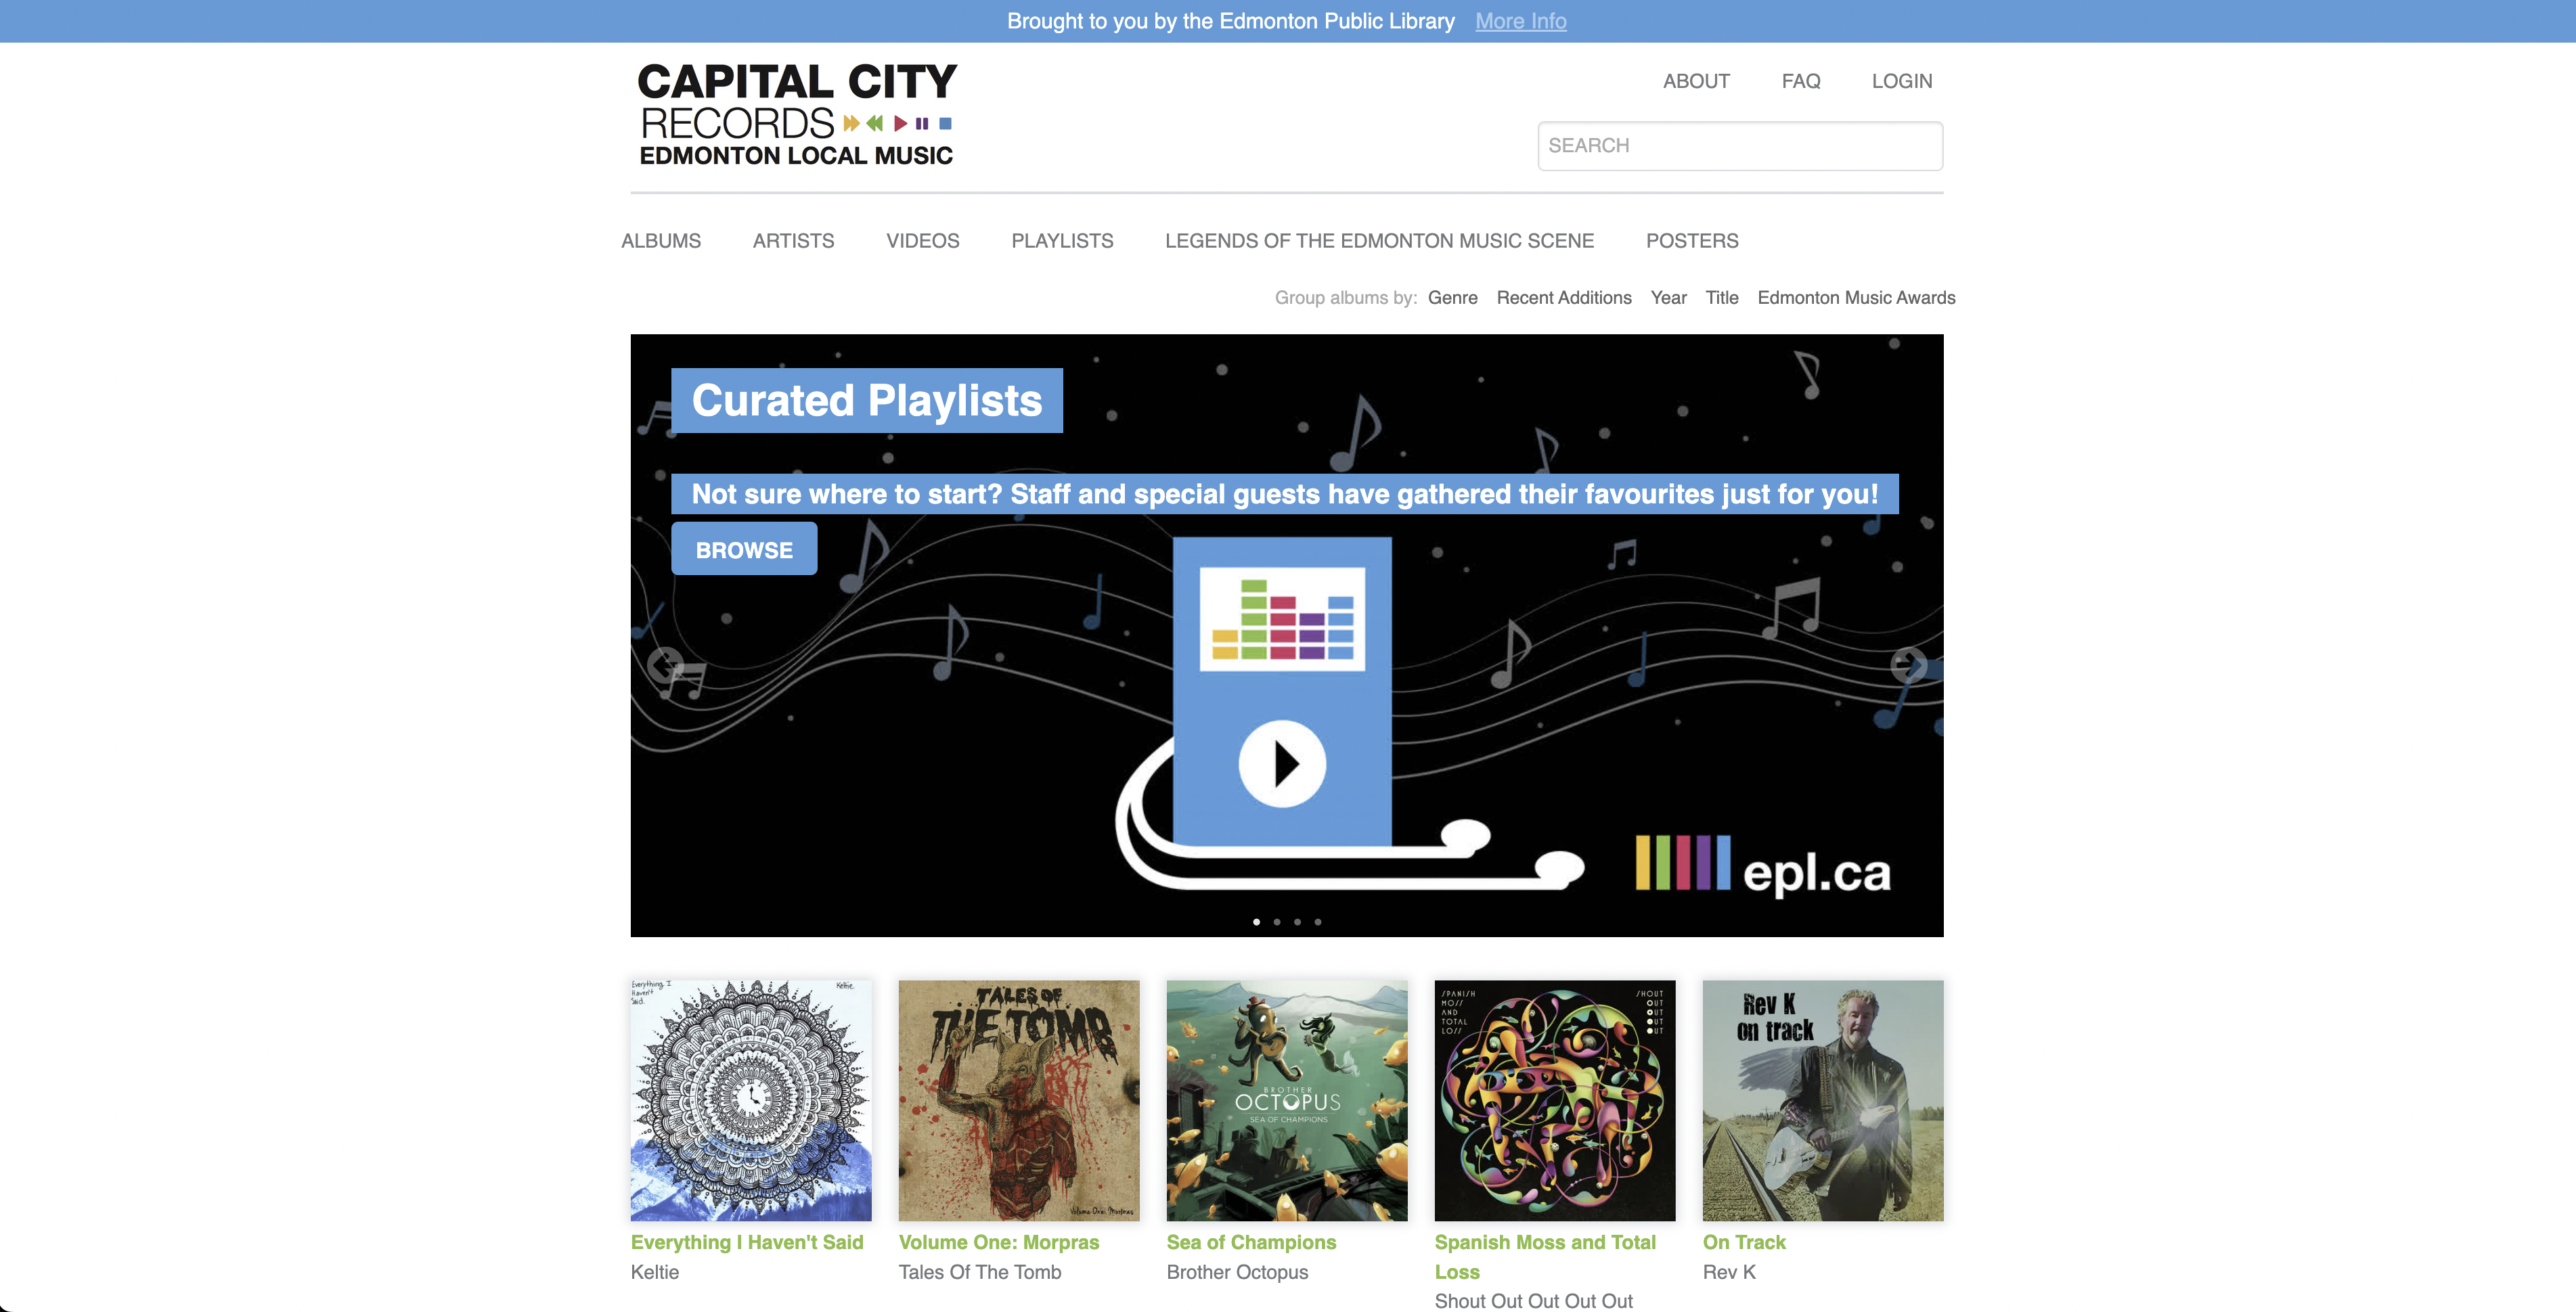 Brought to you by the Edmonton Public Library More Info
CAPITAL CITY
RECORDS
EDMONTON LOCAL MUSIC
ABOUT FAQ LOGIN
SEARCH
ALBUMS ARTISTS VIDEOS PLAYLISTS LEGENDS OF THE EDMONTON MUSIC SCENE POSTERS
Group albums by: Genre Recent Additions Year Title Edmonton Music Awards
Curated Playlists
Not sure where to start? Staff and special guests have gathered their favourites just for you!
BROWSE
epl.ca
Everything I
Haven't
Said.
Keltie.
TALES OF
THE TOMB
Volume One: Morpras
BROTHER
OCTOPUS
SEA OF CHAMPIONS
SPANISH
MOSS
AND
TOTAL
LOSS
SHOUT
OUT
OUT
OUT
OUT
Rev K
on track
Everything I Haven't Said
Keltie
Volume One: Morpras
Tales Of The Tomb
Sea of Champions
Brother Octopus
Spanish Moss and Total
Loss
Shout Out Out Out Out
On Track
Rev K